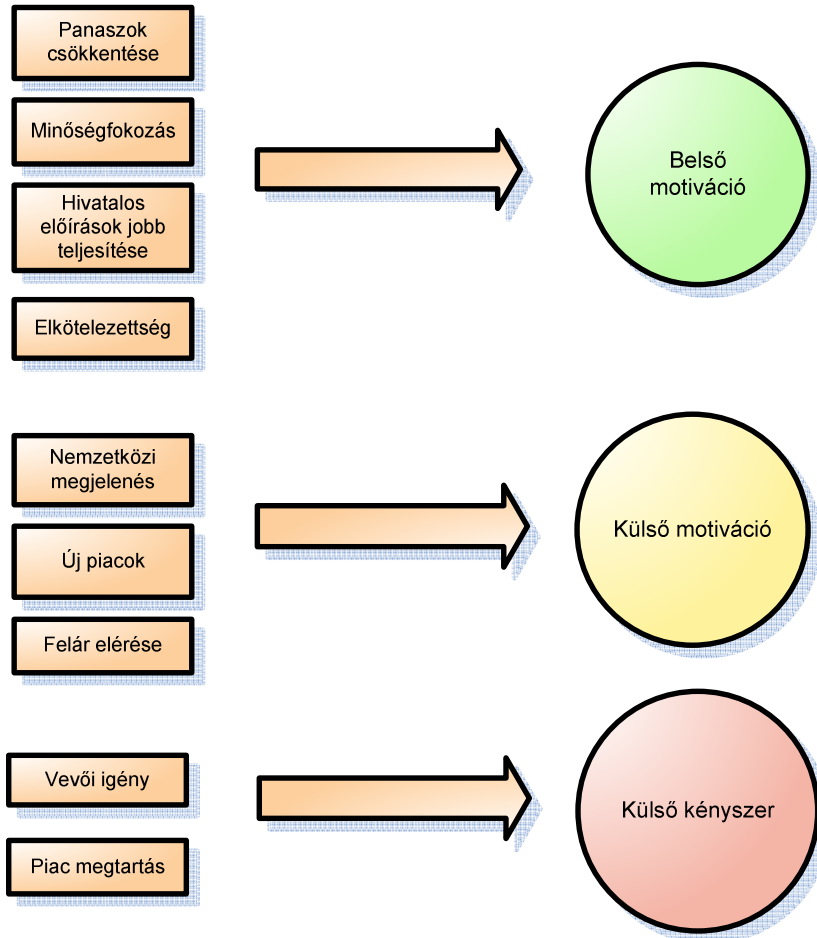 Panaszok
csökkentése
Minőségfokozás
Hivatalos
előírások jobb
teljesítése
Elkötelezettség
Belső
motiváció
Nemzetközi
megjelenés
Új piacok
Felár elérése
Külső motiváció
Vevői igény
Piac megtartás
Külső kényszer